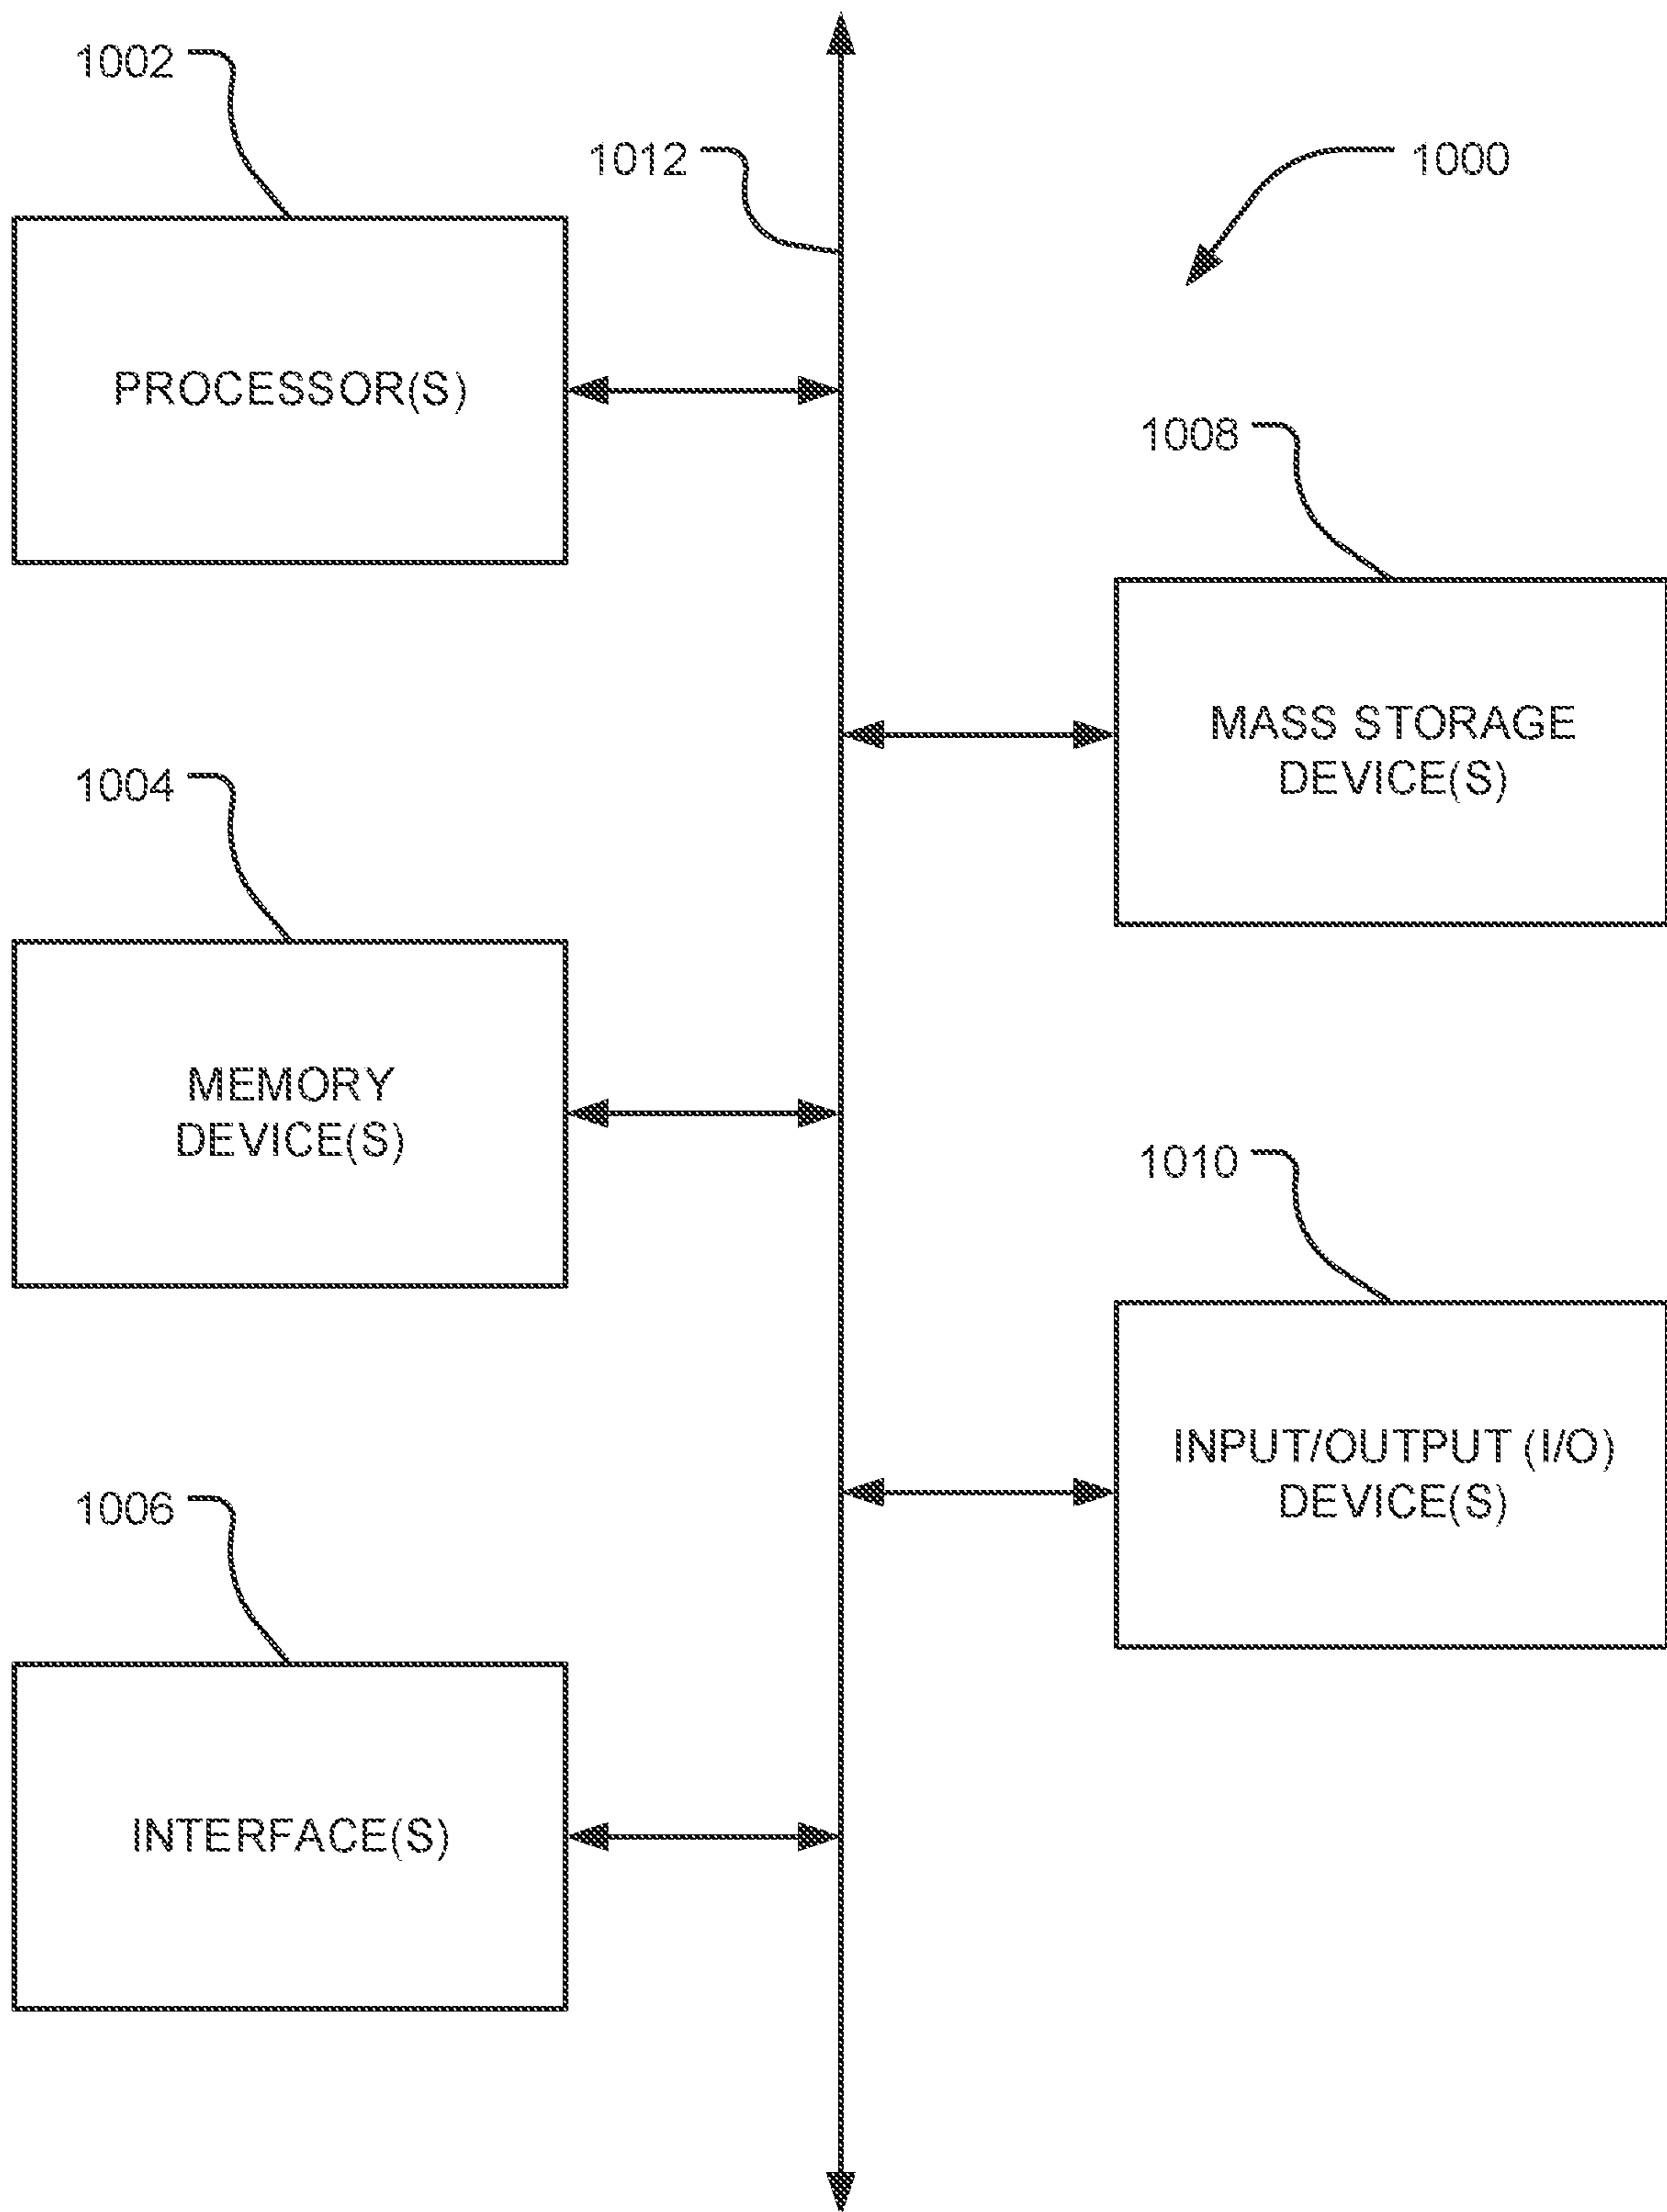 1002
1012
1000
PROCESSOR(S)
1008
MASS STORAGE
DEVICE(S)
1004
MEMORY
DEVICE(S)
1010
INPUT/OUTPUT (I/O)
DEVICE(S)
1006
INTERFACE(S)